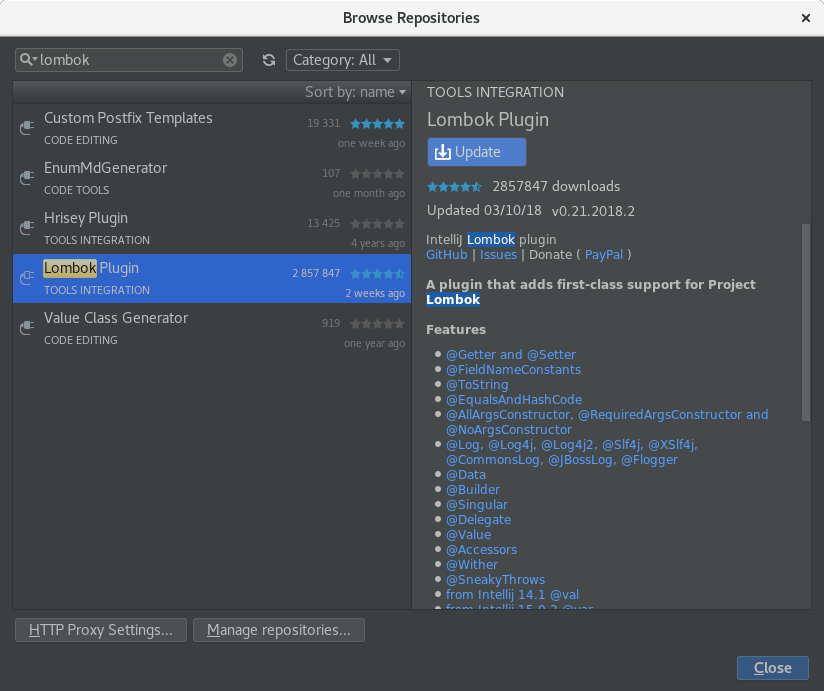 Browse Repositories
lombok
Category: All
Sort by: name
Custom Postfix Templates
19 331
CODE EDITING
one week ago
EnumMdGenerator
107
CODE TOOLS
one month ago
Hrisey Plugin
13 425
TOOLS INTEGRATION
4 years ago
Lombok Plugin
2 857 847
TOOLS INTEGRATION
2 weeks ago
Value Class Generator
919
CODE EDITING
one year ago
TOOLS INTEGRATION
Lombok Plugin
Update
2857847 downloads
Updated 03/10/18 v0.21.2018.2
IntelliJ Lombok plugin
GitHub | Issues | Donate ( PayPal )
A plugin that adds first-class support for Project
Lombok
Features
@Getter and @Setter
@FieldNameConstants
@ToString
@EqualsAndHashCode
@AllArgsConstructor, @RequiredArgsConstructor and
@NoArgsConstructor
@Log, @Log4j, @Log4j2, @Slf4j, @XSlf4j,
@CommonsLog, @JBossLog, @Flogger
@Data
@Builder
@Singular
@Delegate
@Value
@Accessors
@Wither
@SneakyThrows
from Intellij 14.1 @val
from Intellij 15.0.2 @var
HTTP Proxy Settings...
Manage repositories...
Close